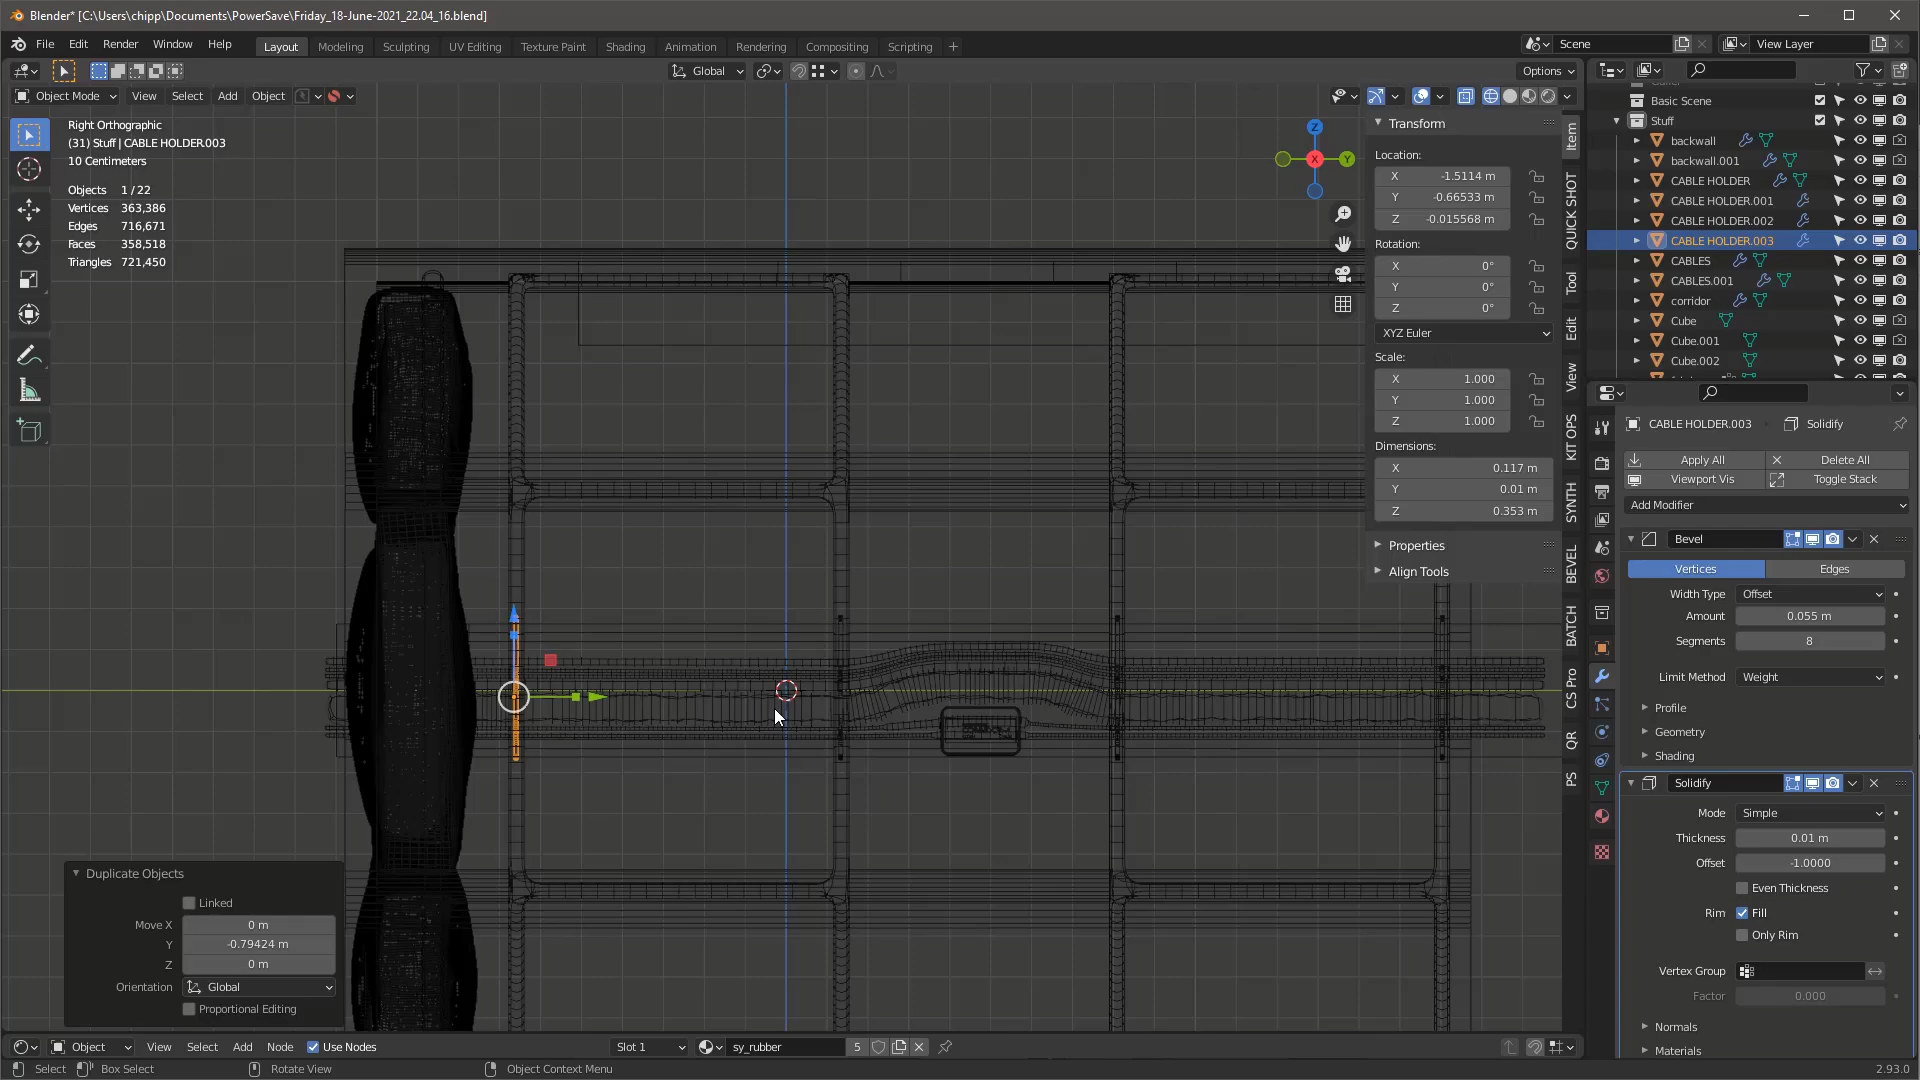 Blender* [C:\Users\chipp\Documents\PowerSave\Friday_18-June-2021_22.04_16.blend]
File Edit Render Window Help Layout Modeling Sculpting UV Editing Texture Paint Shading Animation Rendering Compositing Scripting + Scene View Layer
Global Options
Object Mode View Select Add Object
Right Orthographic
(31) Stuff | CABLE HOLDER.003
10 Centimeters
Objects 1 / 22
Vertices 363,386
Edges 716,671
Faces 358,518
Triangles 721,450
Z
X
Y
Transform
Location:
X -1.5114 m
Y -0.66533 m
Z -0.015568 m
Rotation:
X 0°
Y 0°
Z 0°
XYZ Euler
Scale:
X 1.000
Y 1.000
Z 1.000
Dimensions:
X 0.117 m
Y 0.01 m
Z 0.353 m
Properties
Align Tools
Item
QUICK SHOT
Tool
Edit
View
KIT OPS
SYNTH
BEVEL
BATCH
CS Pro
QR
PS
Basic Scene
Stuff
backwall
backwall.001
CABLE HOLDER
CABLE HOLDER.001
CABLE HOLDER.002
CABLE HOLDER.003
CABLES
CABLES.001
corridor
Cube
Cube.001
Cube.002
CABLE HOLDER.003 Solidify
Apply All Delete All
Viewport Vis Toggle Stack
Add Modifier
Bevel
Vertices Edges
Width Type Offset
Amount 0.055 m
Segments 8
Limit Method Weight
Profile
Geometry
Shading
Solidify
Mode Simple
Thickness 0.01 m
Offset -1.0000
Even Thickness
Rim Fill
Only Rim
Vertex Group
Factor 0.000
Normals
Materials
Duplicate Objects
Linked
Move X 0 m
Y -0.79424 m
Z 0 m
Orientation Global
Proportional Editing
Object View Select Add Node Use Nodes Slot 1 sy_rubber 5
Select Box Select Rotate View Object Context Menu 2.93.0